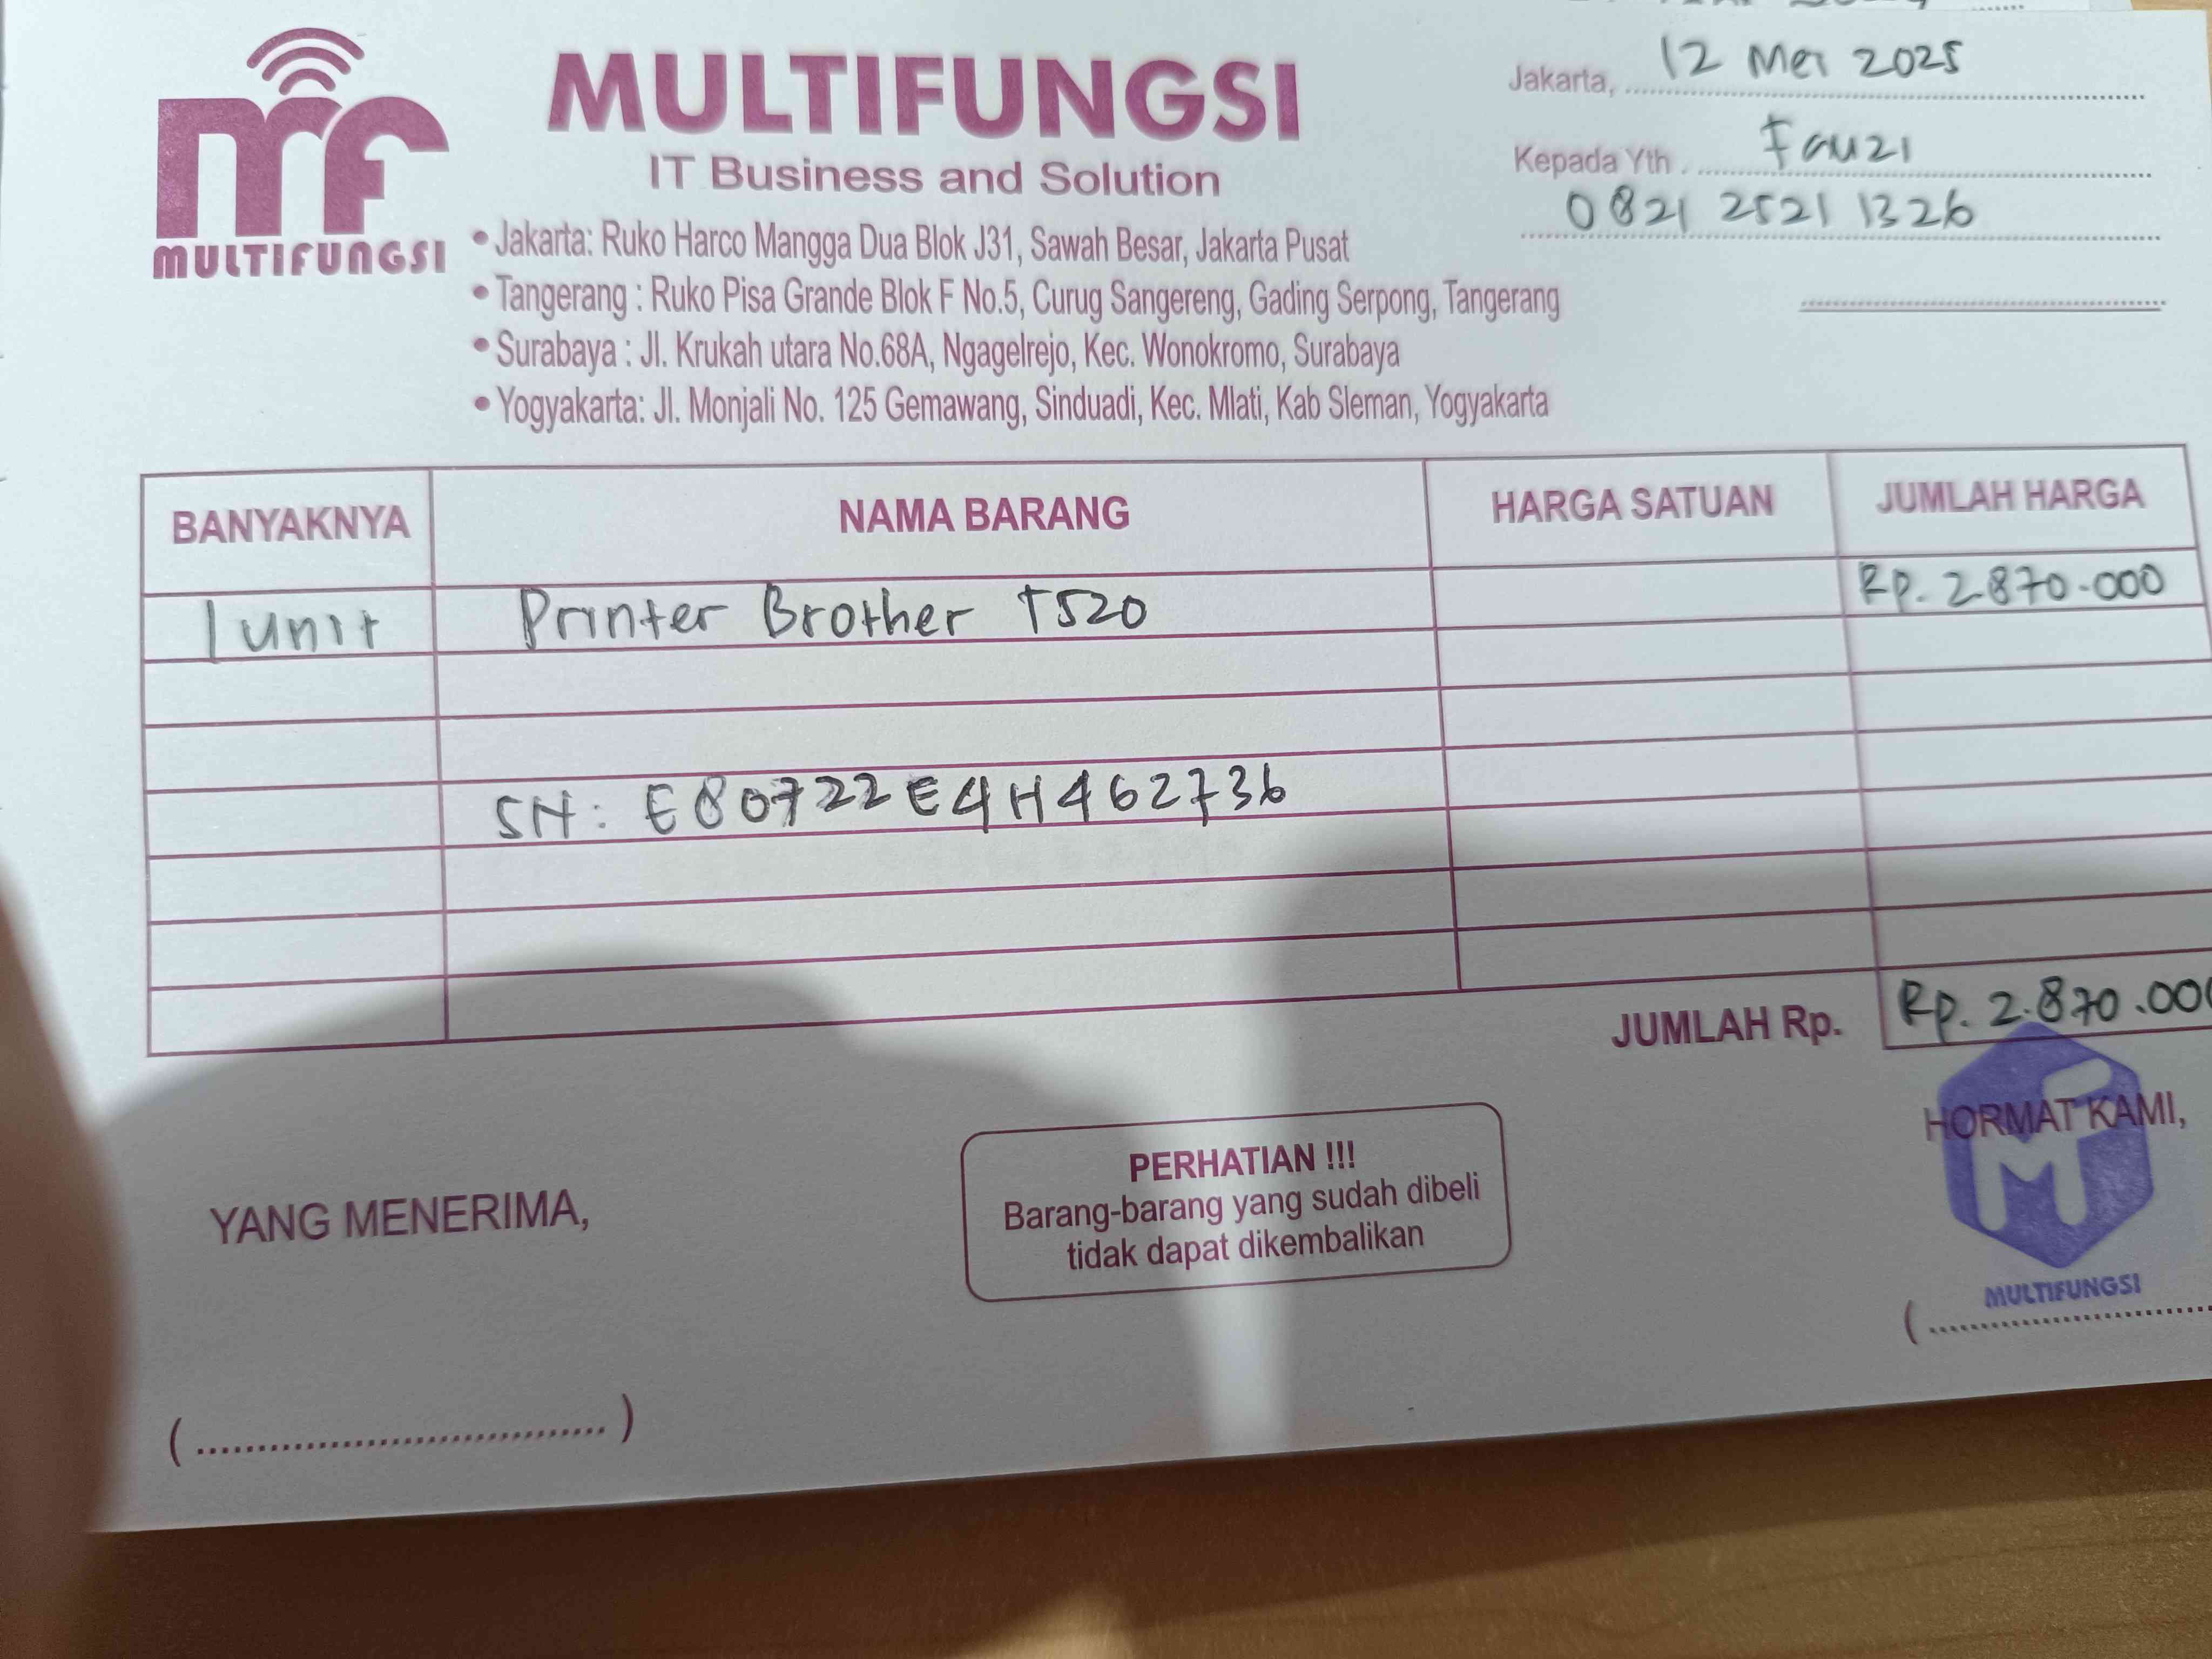 MULTIFUNGSI
MULTIFUNGSI
IT Business and Solution
• Jakarta: Ruko Harco Mangga Dua Blok J31, Sawah Besar, Jakarta Pusat
• Tangerang : Ruko Pisa Grande Blok F No.5, Curug Sangereng, Gading Serpong, Tangerang
• Surabaya : Jl. Krukah utara No.68A, Ngagelrejo, Kec. Wonokromo, Surabaya
• Yogyakarta: Jl. Monjali No. 125 Gemawang, Sinduadi, Kec. Mlati, Kab Sleman, Yogyakarta
Jakarta, 12 Mei 2025
Kepada Yth. Fauzi
0821 2521 1326
BANYAKNYA NAMA BARANG HARGA SATUAN JUMLAH HARGA
1 unit Printer Brother T520 Rp. 2.870.000
SN: E80722E4H462736
JUMLAH Rp. Rp. 2.870.000
YANG MENERIMA,
PERHATIAN !!!
Barang-barang yang sudah dibeli
tidak dapat dikembalikan
HORMAT KAMI,
MULTIFUNGSI